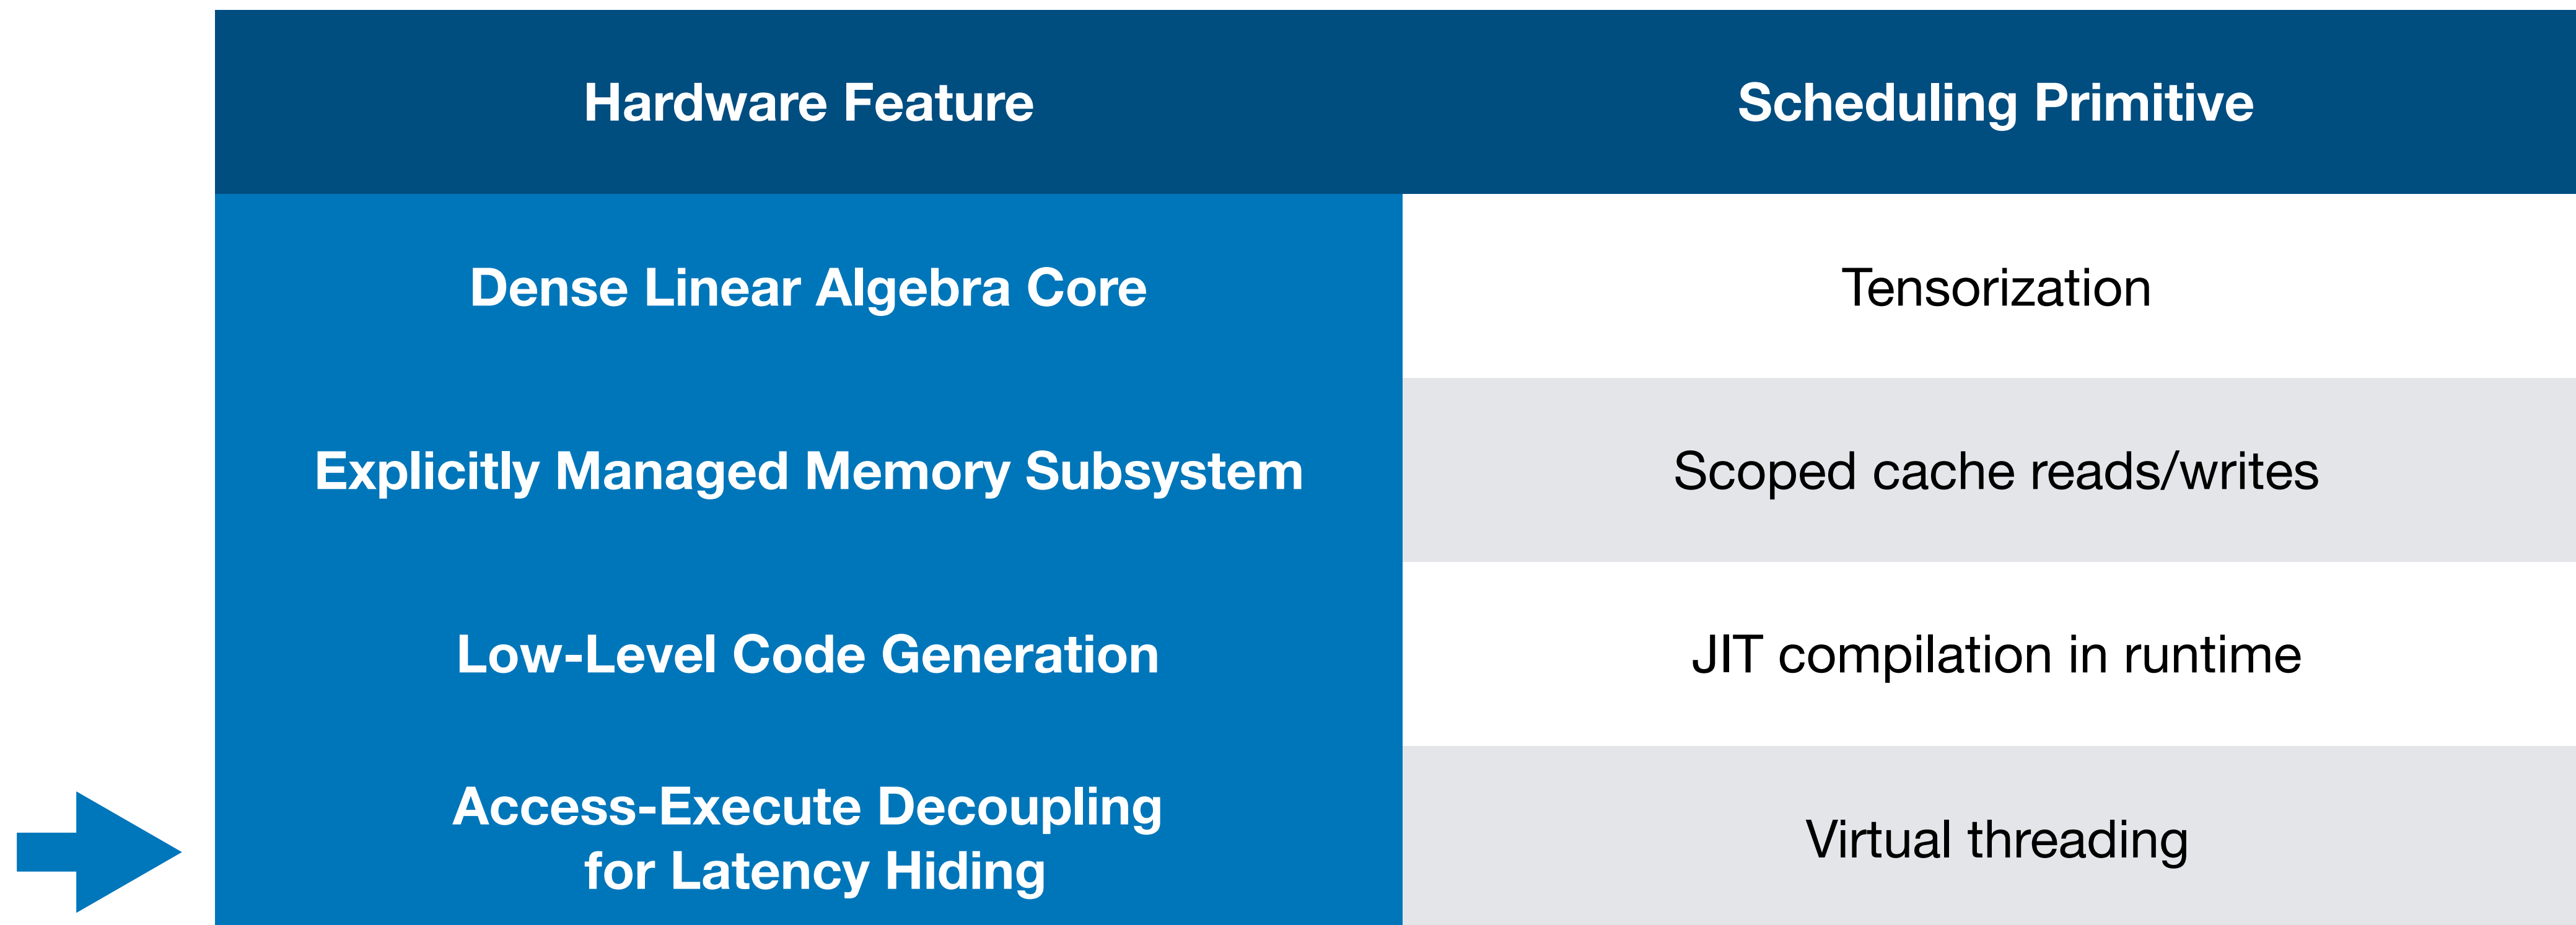 Hardware Feature
Scheduling Primitive
Dense Linear Algebra Core
Tensorization
Explicitly Managed Memory Subsystem
Scoped cache reads/writes
Low-Level Code Generation
JIT compilation in runtime
Access-Execute Decoupling
for Latency Hiding
Virtual threading